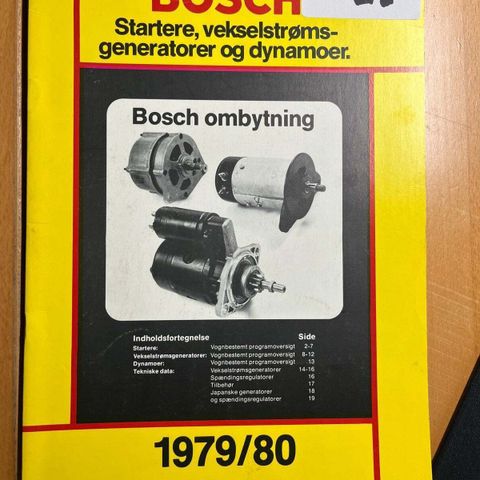 BOSCH
Startere, vekselstrøms-
generatorer og dynamoer.
Bosch ombytning
Indholdsfortegnelse Side
Startere: Vognbestemt programoversigt 2-7
Vekselstrømsgeneratorer: Vognbestemt programoversigt 8-12
Dynamoer: Vognbestemt programoversigt 13
Tekniske data: Vekselstrømsgeneratorer 14-16
Spændingsregulatorer 16
Tilbehør 17
Japanske generatorer 18
og spændingsregulatorer 19
1979/80